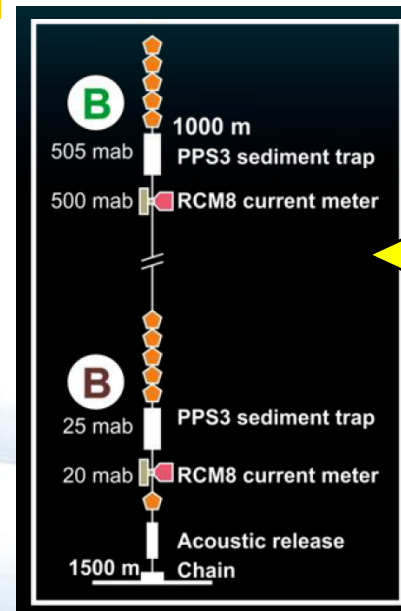 B
1000 m
505 mab PPS3 sediment trap
500 mab RCM8 current meter
B
25 mab PPS3 sediment trap
20 mab RCM8 current meter
Acoustic release
1500 m Chain